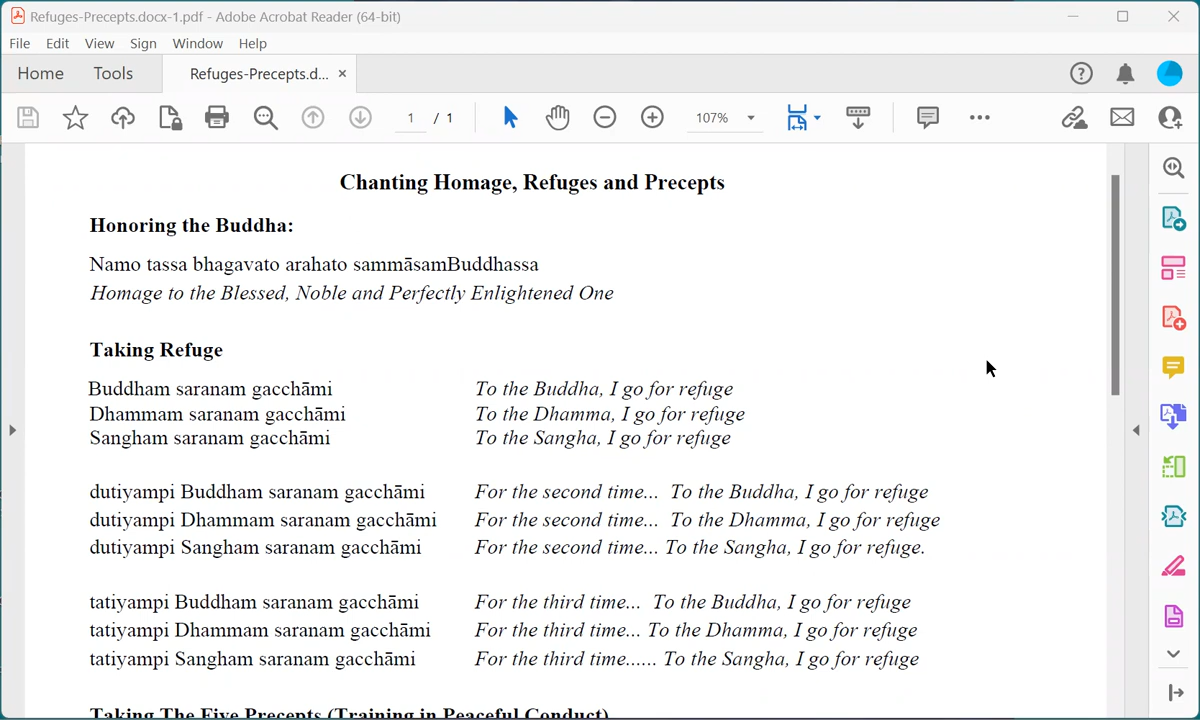 Refuges-Precepts.docx-1.pdf - Adobe Acrobat Reader (64-bit)
File Edit View Sign Window Help
Home Tools Refuges-Precepts.d... ×
1 / 1 107%
Chanting Homage, Refuges and Precepts
Honoring the Buddha:
Namo tassa bhagavato arahato sammāsamBuddhassa
Homage to the Blessed, Noble and Perfectly Enlightened One
Taking Refuge
Buddham saranam gacchāmi To the Buddha, I go for refuge
Dhammam saranam gacchāmi To the Dhamma, I go for refuge
Sangham saranam gacchāmi To the Sangha, I go for refuge
dutiyampi Buddham saranam gacchāmi For the second time... To the Buddha, I go for refuge
dutiyampi Dhammam saranam gacchāmi For the second time... To the Dhamma, I go for refuge
dutiyampi Sangham saranam gacchāmi For the second time... To the Sangha, I go for refuge.
tatiyampi Buddham saranam gacchāmi For the third time... To the Buddha, I go for refuge
tatiyampi Dhammam saranam gacchāmi For the third time... To the Dhamma, I go for refuge
tatiyampi Sangham saranam gacchāmi For the third time...... To the Sangha, I go for refuge
Taking The Five Precepts (Training in Peaceful Conduct)